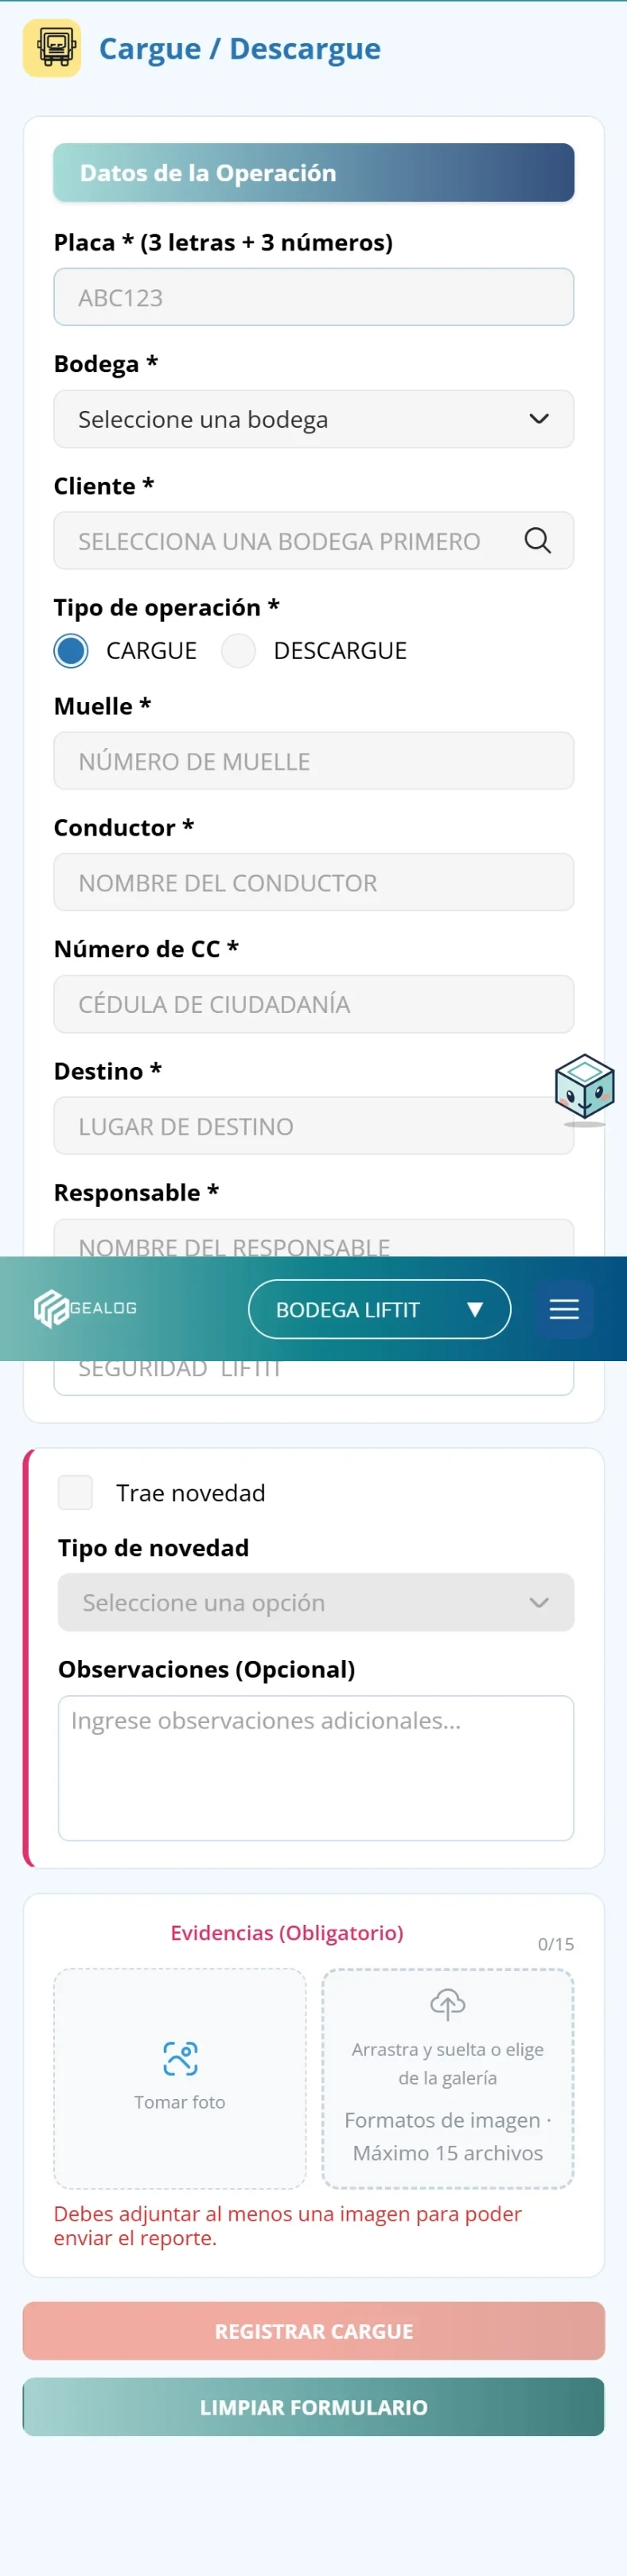 Cargue / Descargue
Datos de la Operación
Placa * (3 letras + 3 números)
ABC123
Bodega *
Seleccione una bodega
Cliente *
SELECCIONA UNA BODEGA PRIMERO
Tipo de operación *
CARGUE DESCARGUE
Muelle *
NÚMERO DE MUELLE
Conductor *
NOMBRE DEL CONDUCTOR
Número de CC *
CÉDULA DE CIUDADANÍA
Destino *
LUGAR DE DESTINO
Responsable *
NOMBRE DEL RESPONSABLE
GEALOG BODEGA LIFTIT ▼
SEGURIDAD LIFTIT
Trae novedad
Tipo de novedad
Seleccione una opción
Observaciones (Opcional)
Ingrese observaciones adicionales...
Evidencias (Obligatorio)
0/15
Tomar foto
Arrastra y suelta o elige
de la galería
Formatos de imagen ·
Máximo 15 archivos
Debes adjuntar al menos una imagen para poder
enviar el reporte.
REGISTRAR CARGUE
LIMPIAR FORMULARIO